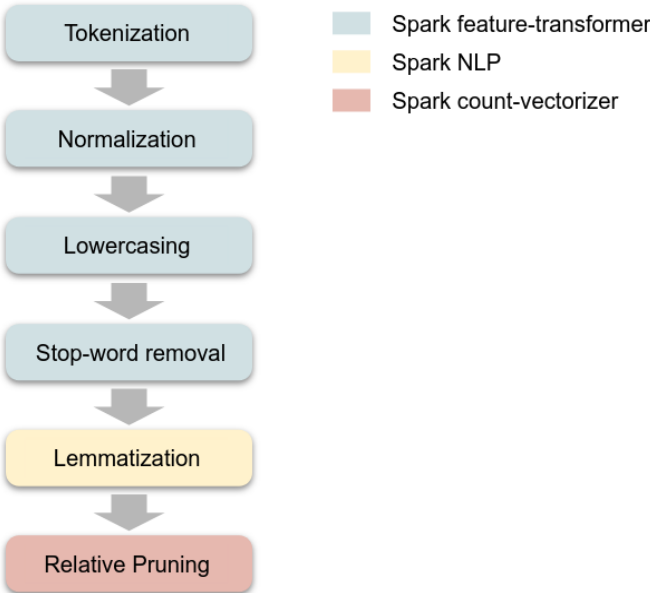 Tokenization
Normalization
Lowercasing
Stop-word removal
Lemmatization
Relative Pruning
Spark feature-transformer
Spark NLP
Spark count-vectorizer